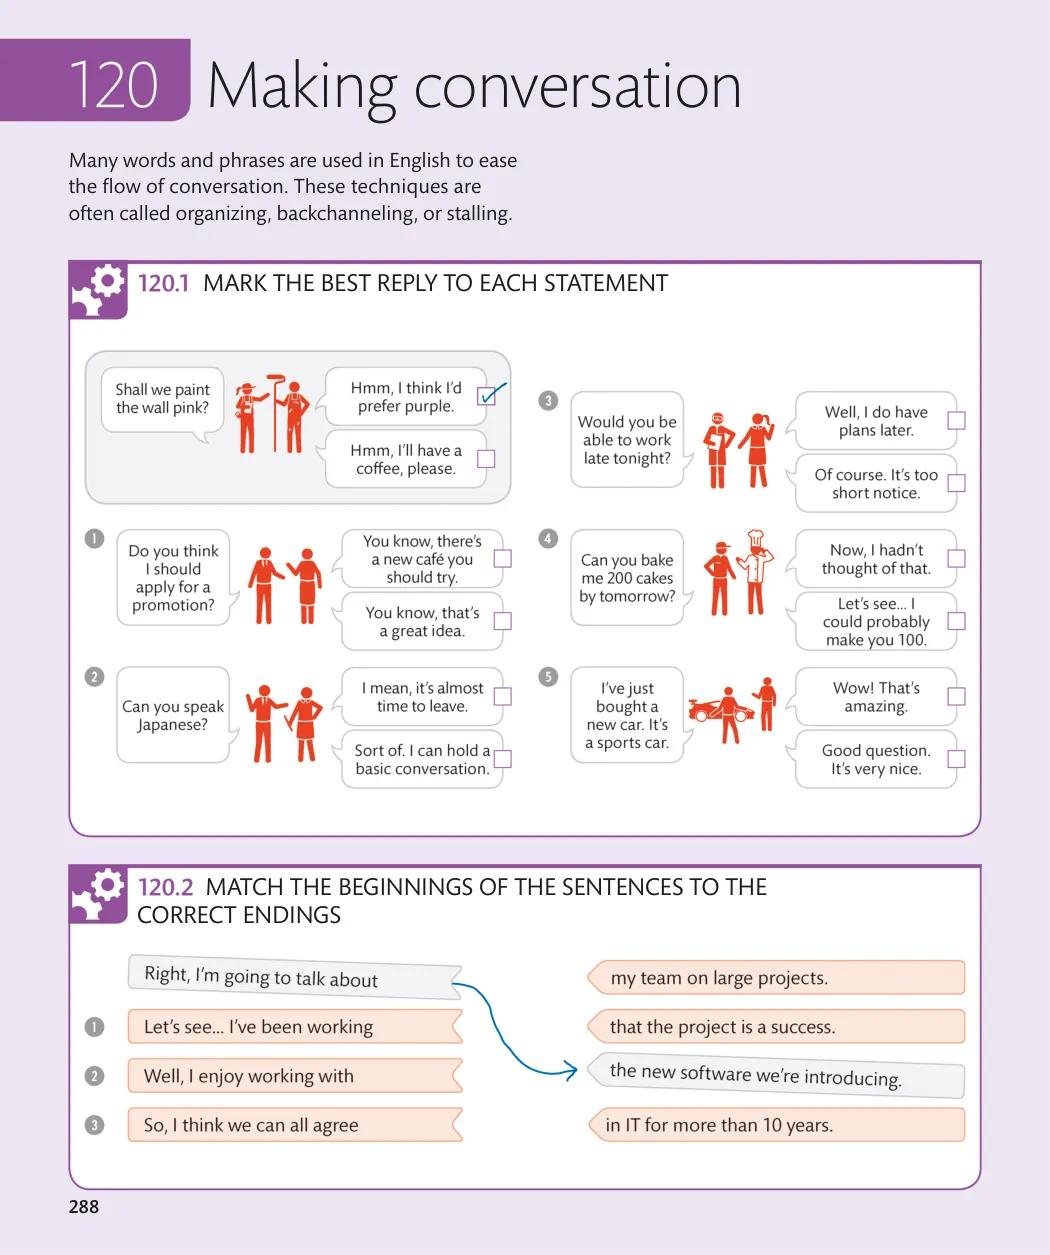 120 Making conversation
Many words and phrases are used in English to ease
the flow of conversation. These techniques are
often called organizing, backchanneling, or stalling.
120.1 MARK THE BEST REPLY TO EACH STATEMENT
Shall we paint
the wall pink?
Hmm, I think I'd
prefer purple.
Hmm, I'll have a
coffee, please.
1
Do you think
I should
apply for a
promotion?
You know, there's
a new café you
should try.
You know, that's
a great idea.
2
Can you speak
Japanese?
I mean, it's almost
time to leave.
Sort of. I can hold a
basic conversation.
3
Would you be
able to work
late tonight?
Well, I do have
plans later.
Of course. It's too
short notice.
4
Can you bake
me 200 cakes
by tomorrow?
Now, I hadn't
thought of that.
Let's see... I
could probably
make you 100.
5
I've just
bought a
new car. It's
a sports car.
Wow! That's
amazing.
Good question.
It's very nice.
120.2 MATCH THE BEGINNINGS OF THE SENTENCES TO THE
CORRECT ENDINGS
Right, I'm going to talk about
1 Let's see... I've been working
2 Well, I enjoy working with
3 So, I think we can all agree
my team on large projects.
that the project is a success.
the new software we're introducing.
in IT for more than 10 years.
288